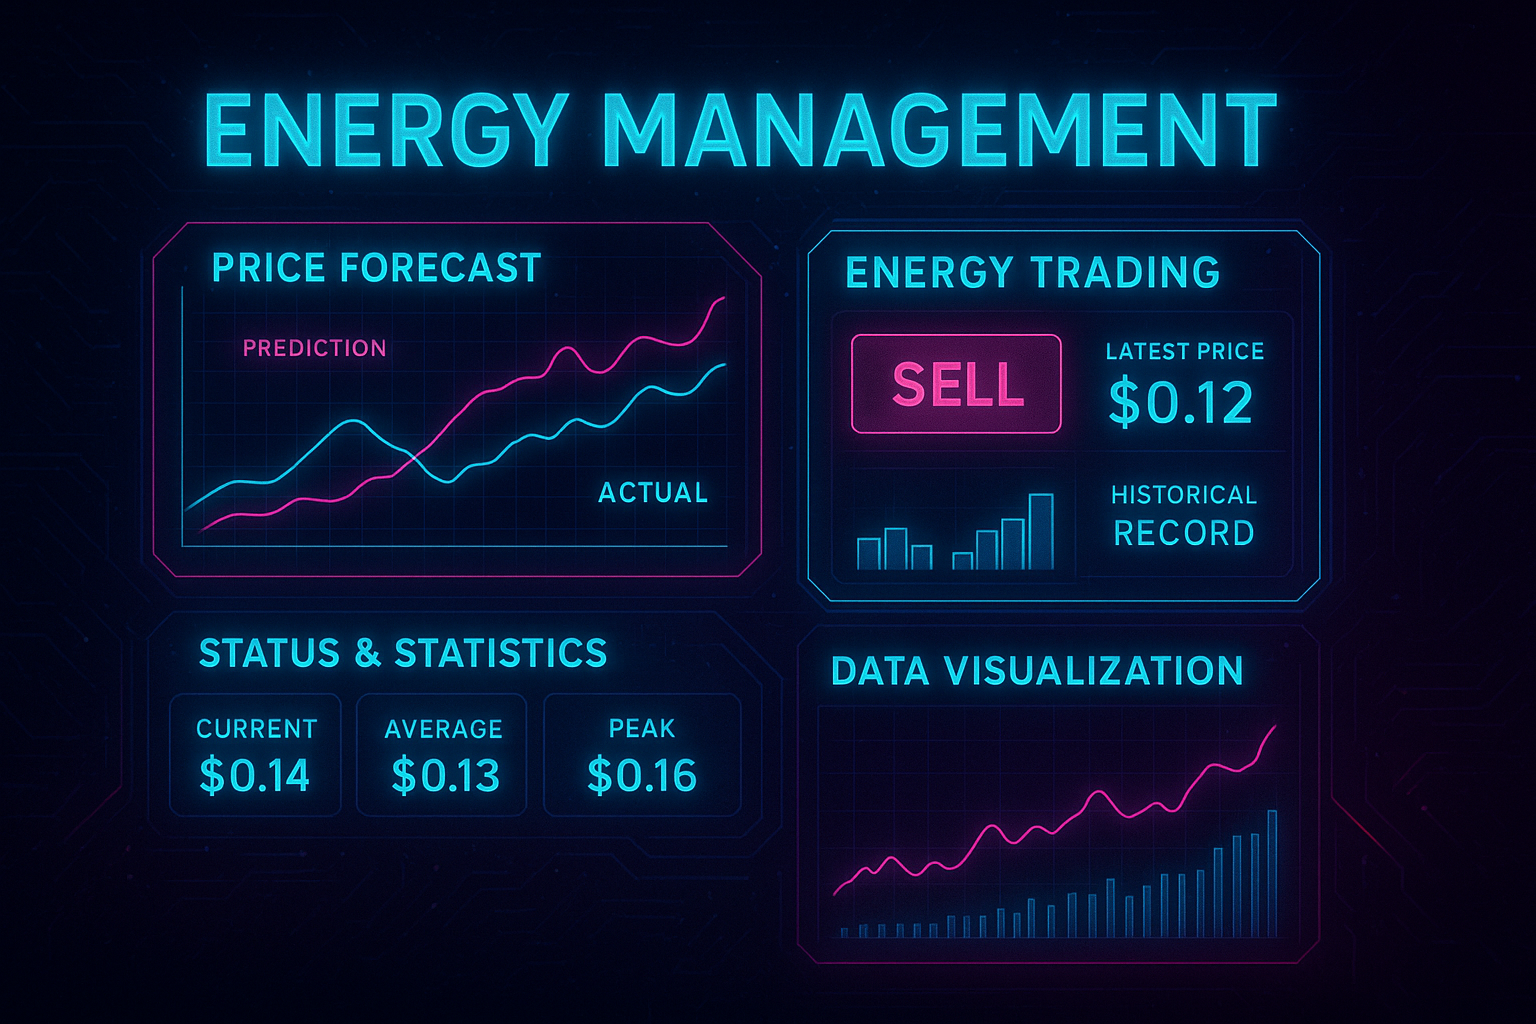 ENERGY MANAGEMENT
PRICE FORECAST
PREDICTION
ACTUAL
ENERGY TRADING
SELL
LATEST PRICE
$0.12
HISTORICAL
RECORD
STATUS & STATISTICS
CURRENT
$0.14
AVERAGE
$0.13
PEAK
$0.16
DATA VISUALIZATION